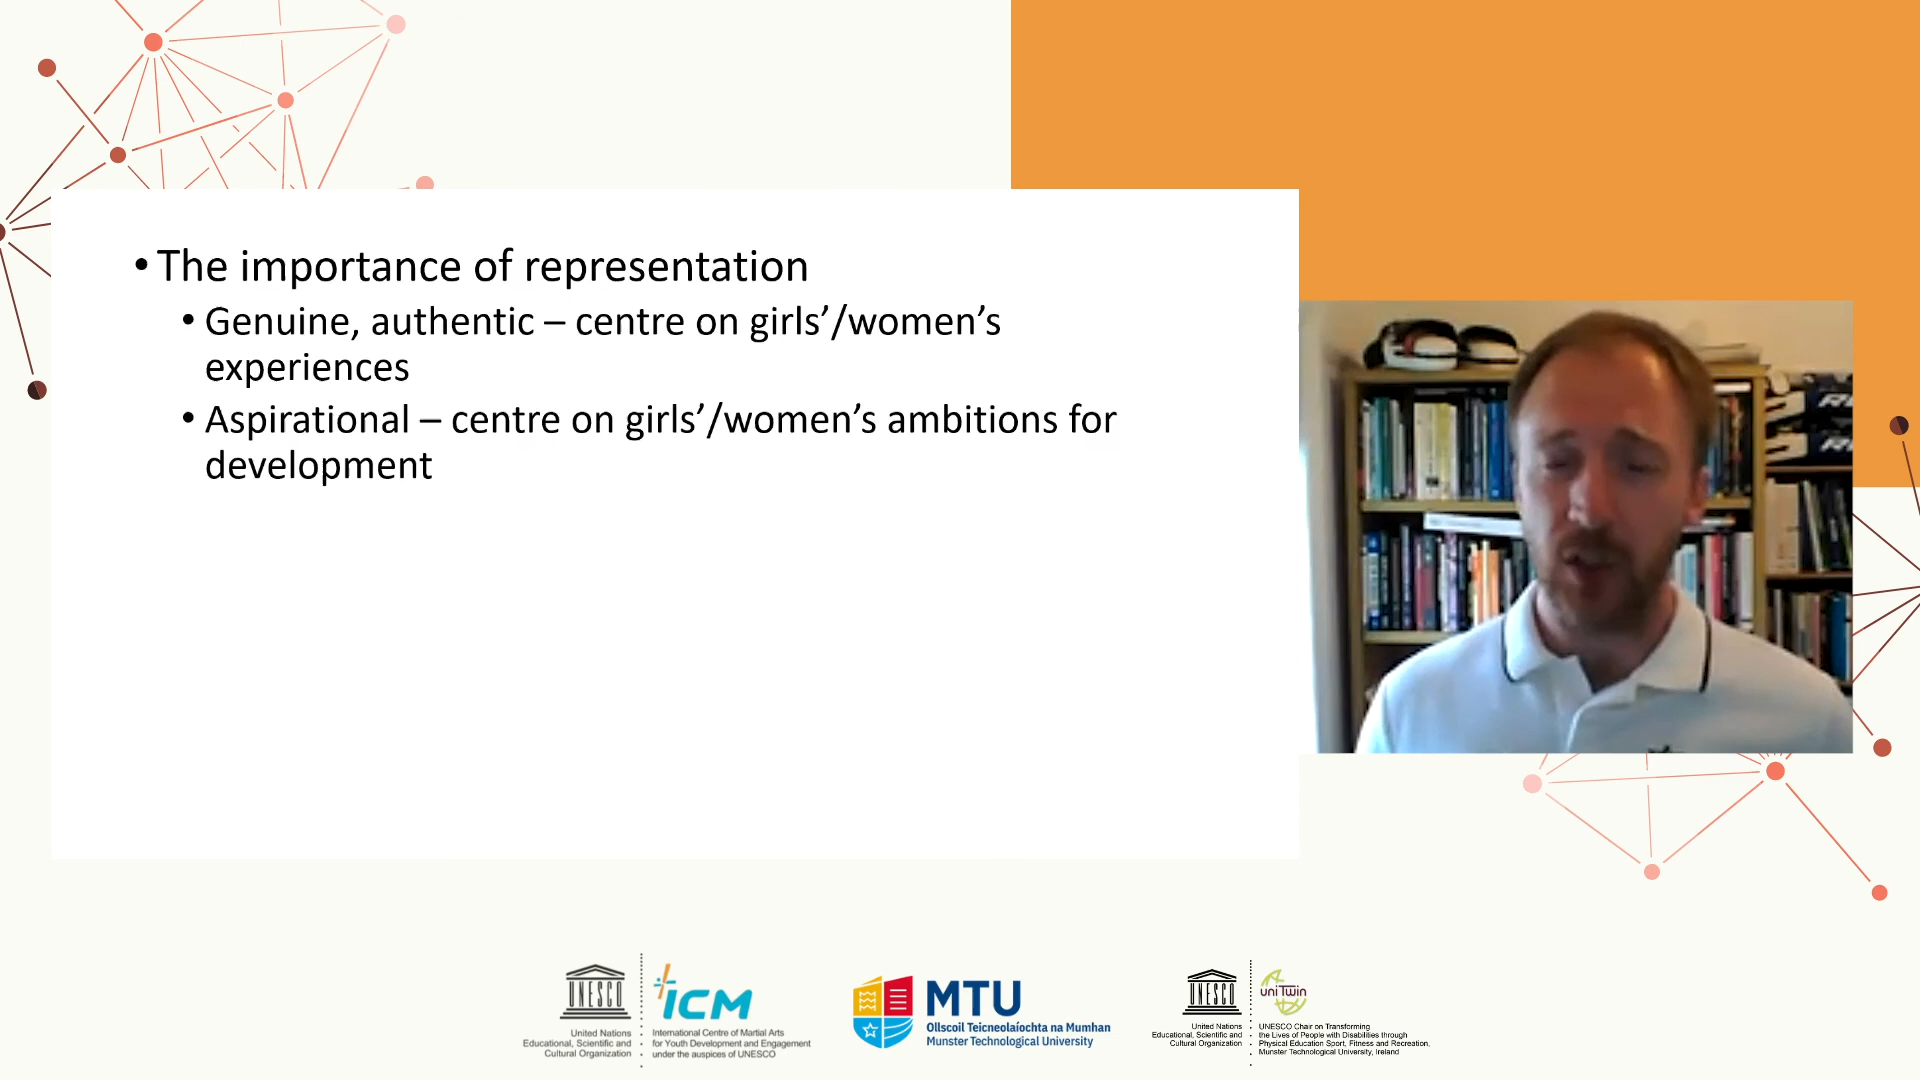 • The importance of representation
• Genuine, authentic – centre on girls’/women’s
experiences
• Aspirational – centre on girls’/women’s ambitions for
development
UNESCO
United Nations
Educational, Scientific and
Cultural Organization
ICM
International Centre of Martial Arts
for Youth Development and Engagement
under the auspices of UNESCO
MTU
Ollscoil Teicneolaíochta na Mumhan
Munster Technological University
UNESCO
United Nations
Educational, Scientific and
Cultural Organization
uniTwin
UNESCO Chair on Transforming
the Lives of People with Disabilities through
Physical Education Sport, Fitness and Recreation,
Munster Technological University, Ireland